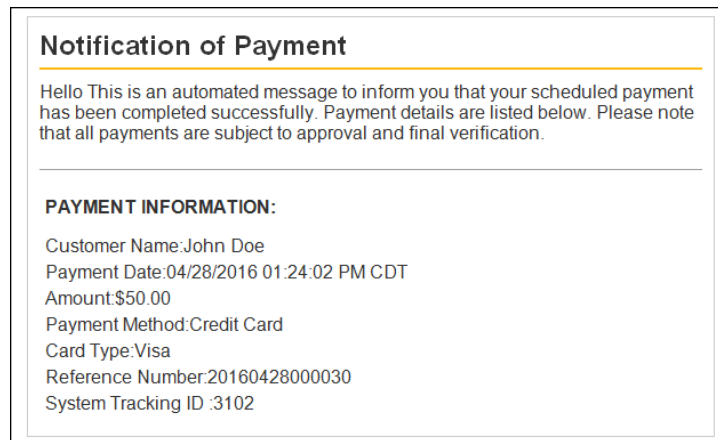 Notification of Payment
Hello This is an automated message to inform you that your scheduled payment
has been completed successfully. Payment details are listed below. Please note
that all payments are subject to approval and final verification.
PAYMENT INFORMATION:
Customer Name:John Doe
Payment Date:04/28/2016 01:24:02 PM CDT
Amount:$50.00
Payment Method:Credit Card
Card Type:Visa
Reference Number:20160428000030
System Tracking ID :3102